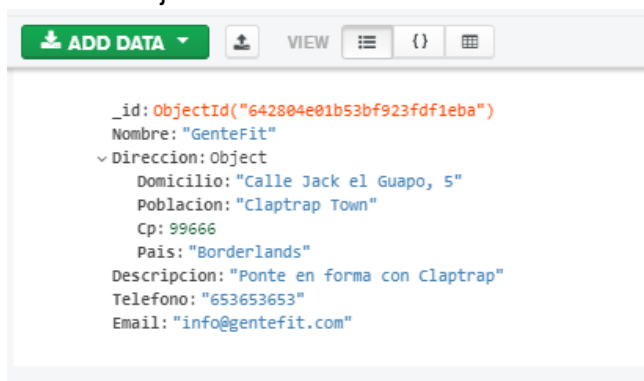 ADD DATA VIEW {}
_id: ObjectId("642804e01b53bf923fdf1eba")
Nombre: "GenteFit"
Direccion: Object
Domicilio: "Calle Jack el Guapo, 5"
Poblacion: "Claptrap Town"
Cp: 99666
Pais: "Borderlands"
Descripcion: "Ponte en forma con Claptrap"
Telefono: "653653653"
Email: "info@gentefit.com"